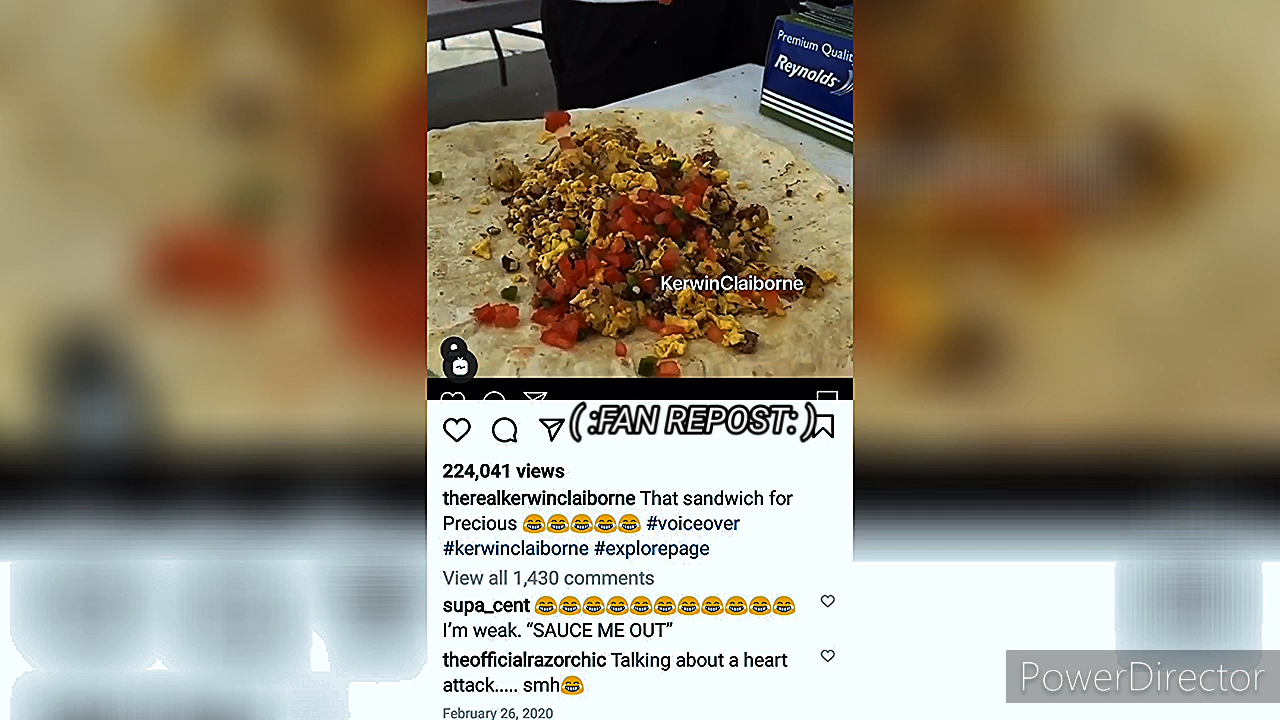 Premium Qualit
Reynolds
KerwinClaiborne
( :FAN REPOST: )
224,041 views
therealkerwinclaiborne That sandwich for
Precious 😂😂😂😂😂 #voiceover
#kerwinclaiborne #explorepage
View all 1,430 comments
supa_cent 😂😂😂😂😂😂😂😂😂😂😂
I’m weak. “SAUCE ME OUT”
theofficialrazorchic Talking about a heart
attack..... smh😂
February 26, 2020
PowerDirector